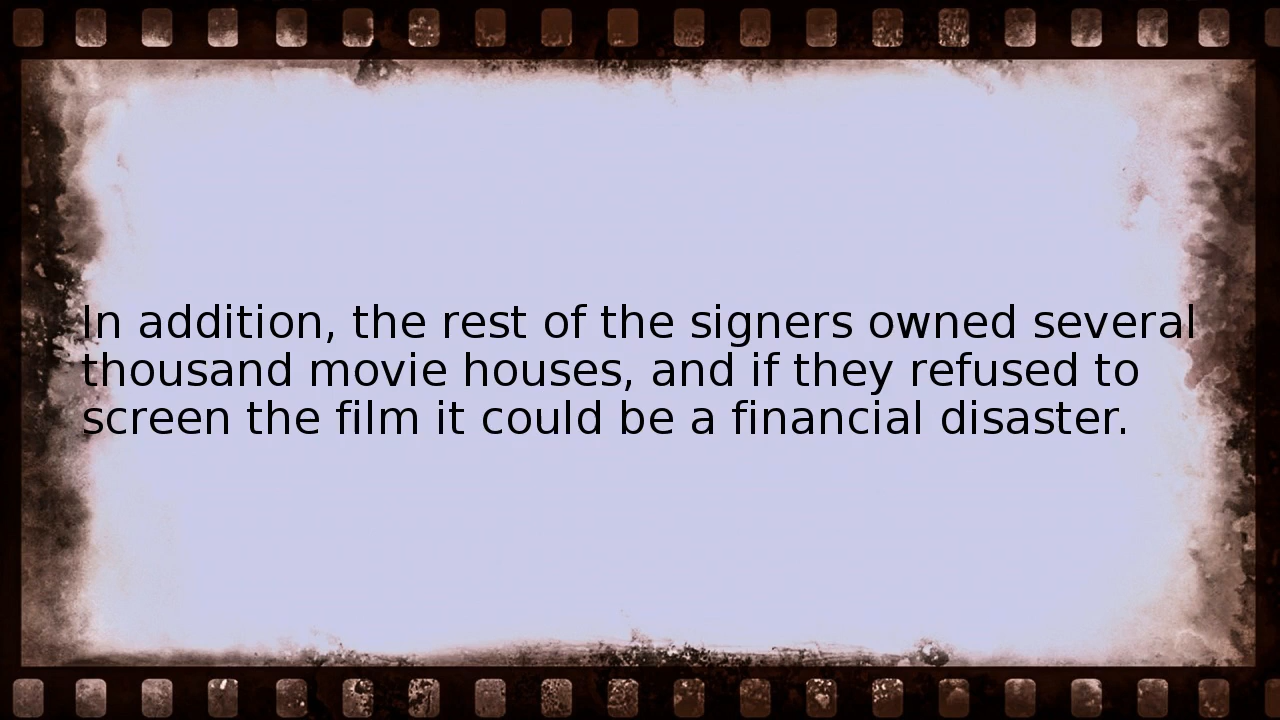 In addition, the rest of the signers owned several
thousand movie houses, and if they refused to
screen the film it could be a financial disaster.